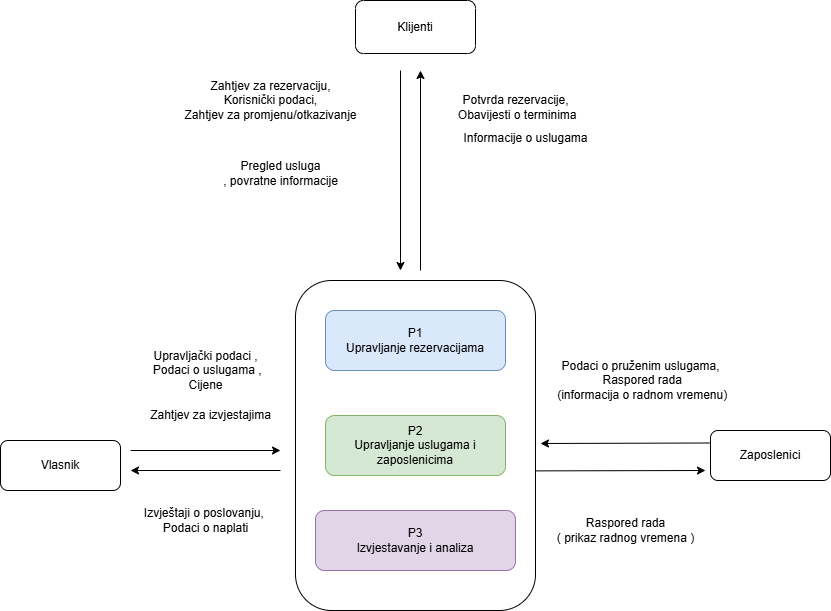 Klijenti
Zahtjev za rezervaciju,
Korisnički podaci,
Zahtjev za promjenu/otkazivanje
Pregled usluga
, povratne informacije
Potvrda rezervacije,
Obavijesti o terminima
Informacije o uslugama
P1
Upravljanje rezervacijama
P2
Upravljanje uslugama i
zaposlenicima
P3
Izvjestavanje i analiza
Upravljački podaci ,
Podaci o uslugama ,
Cijene
Zahtjev za izvjestajima
Vlasnik
Izvještaji o poslovanju,
Podaci o naplati
Podaci o pruženim uslugama,
Raspored rada
(informacija o radnom vremenu)
Zaposlenici
Raspored rada
( prikaz radnog vremena )